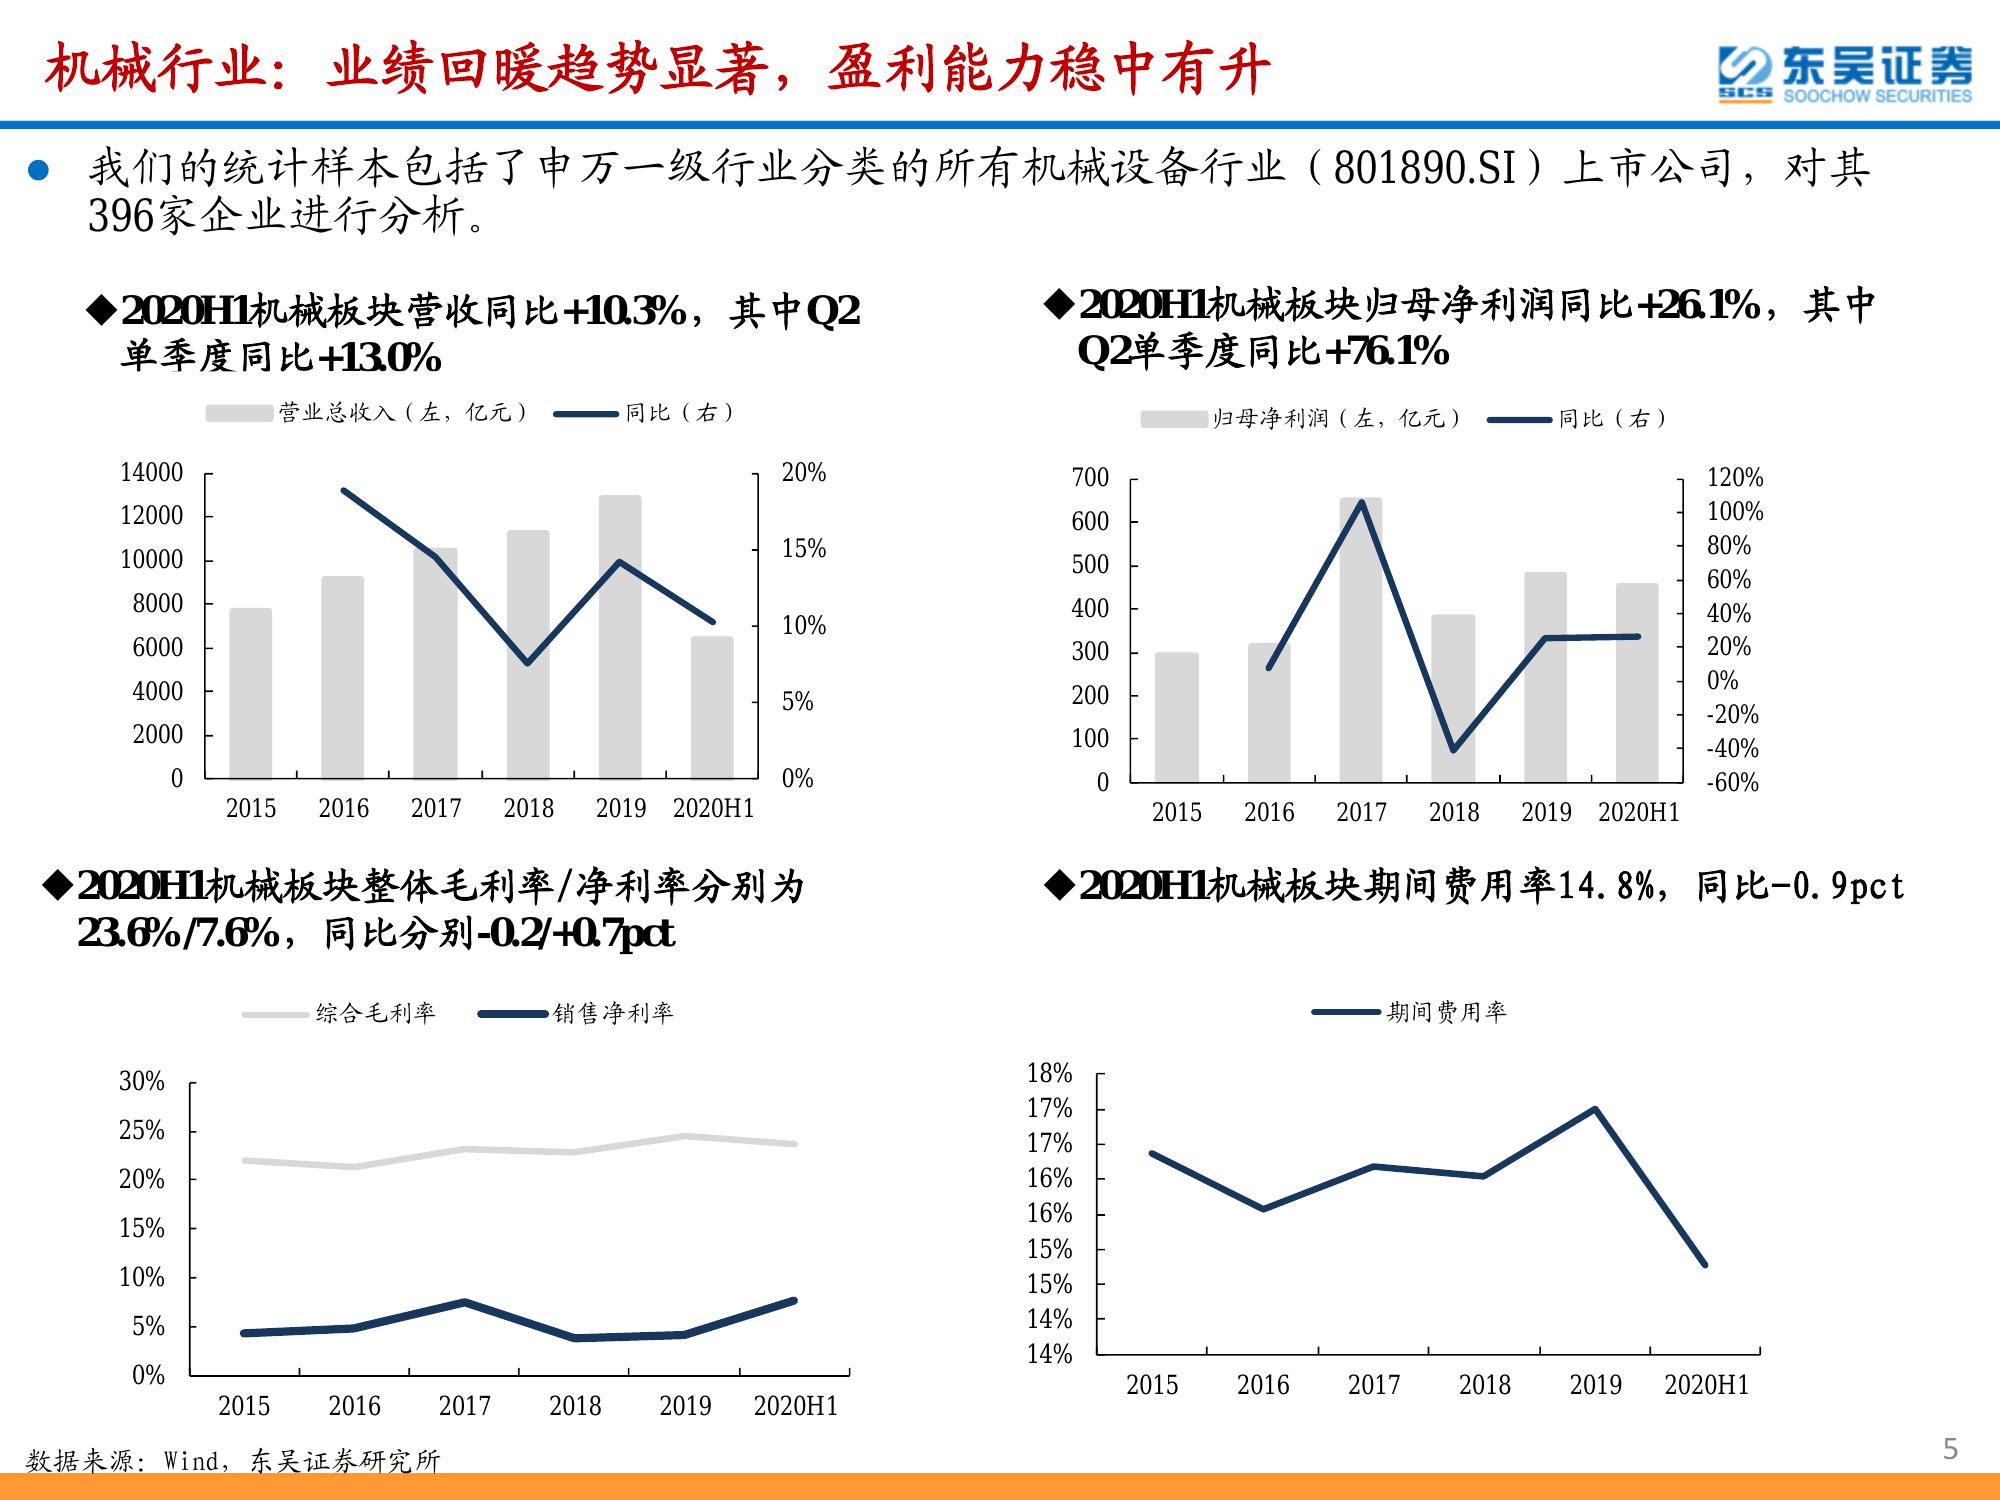 机械行业：业绩回暖趋势显著，盈利能力稳中有升
东吴证券
SCS
SOOCHOW SECURITIES
● 我们的统计样本包括了申万一级行业分类的所有机械设备行业（801890.SI）上市公司，对其
396家企业进行分析。
◆2020H1机械板块营收同比+10.3%，其中Q2
单季度同比+13.0%
营业总收入（左，亿元） 同比（右）
14000
12000
10000
8000
6000
4000
2000
0
20%
15%
10%
5%
0%
2015 2016 2017 2018 2019 2020H1
◆2020H1机械板块归母净利润同比+26.1%，其中
Q2单季度同比+76.1%
归母净利润（左，亿元） 同比（右）
700
600
500
400
300
200
100
0
120%
100%
80%
60%
40%
20%
0%
-20%
-40%
-60%
2015 2016 2017 2018 2019 2020H1
◆2020H1机械板块整体毛利率/净利率分别为
23.6%/7.6%，同比分别-0.2/+0.7pct
综合毛利率 销售净利率
30%
25%
20%
15%
10%
5%
0%
2015 2016 2017 2018 2019 2020H1
◆2020H1机械板块期间费用率14.8%，同比-0.9pct
期间费用率
18%
17%
17%
16%
16%
15%
15%
14%
14%
2015 2016 2017 2018 2019 2020H1
数据来源：Wind，东吴证券研究所
5